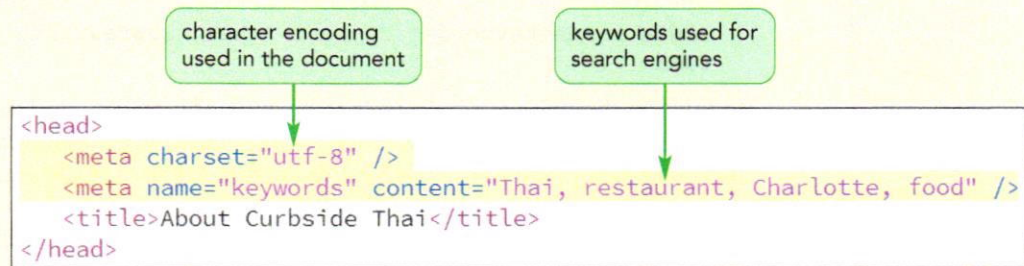 character encoding
used in the document
keywords used for
search engines
<head>
<meta charset="utf-8" />
<meta name="keywords" content="Thai, restaurant, Charlotte, food" />
<title>About Curbside Thai</title>
</head>